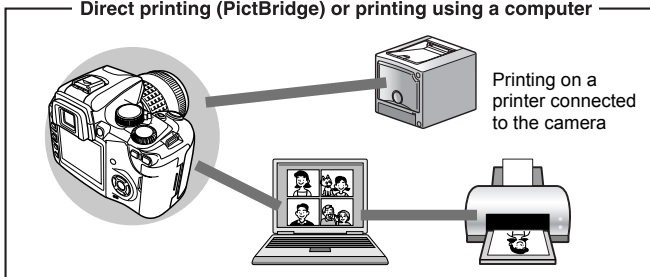 Direct printing (PictBridge) or printing using a computer
Printing on a
printer connected
to the camera